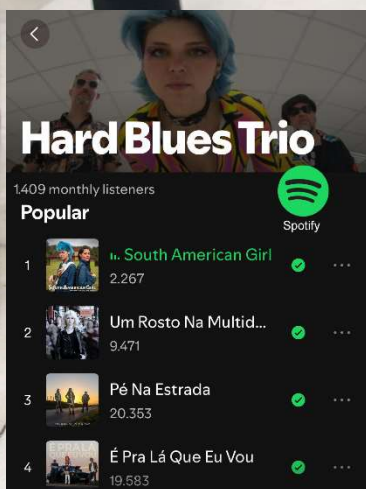 Hard Blues Trio
1.409 monthly listeners
Spotify
Popular
1
South American Girl
2.267
2
Um Rosto Na Multid...
9.471
3
Pé Na Estrada
20.353
4
É Pra Lá Que Eu Vou
19.583